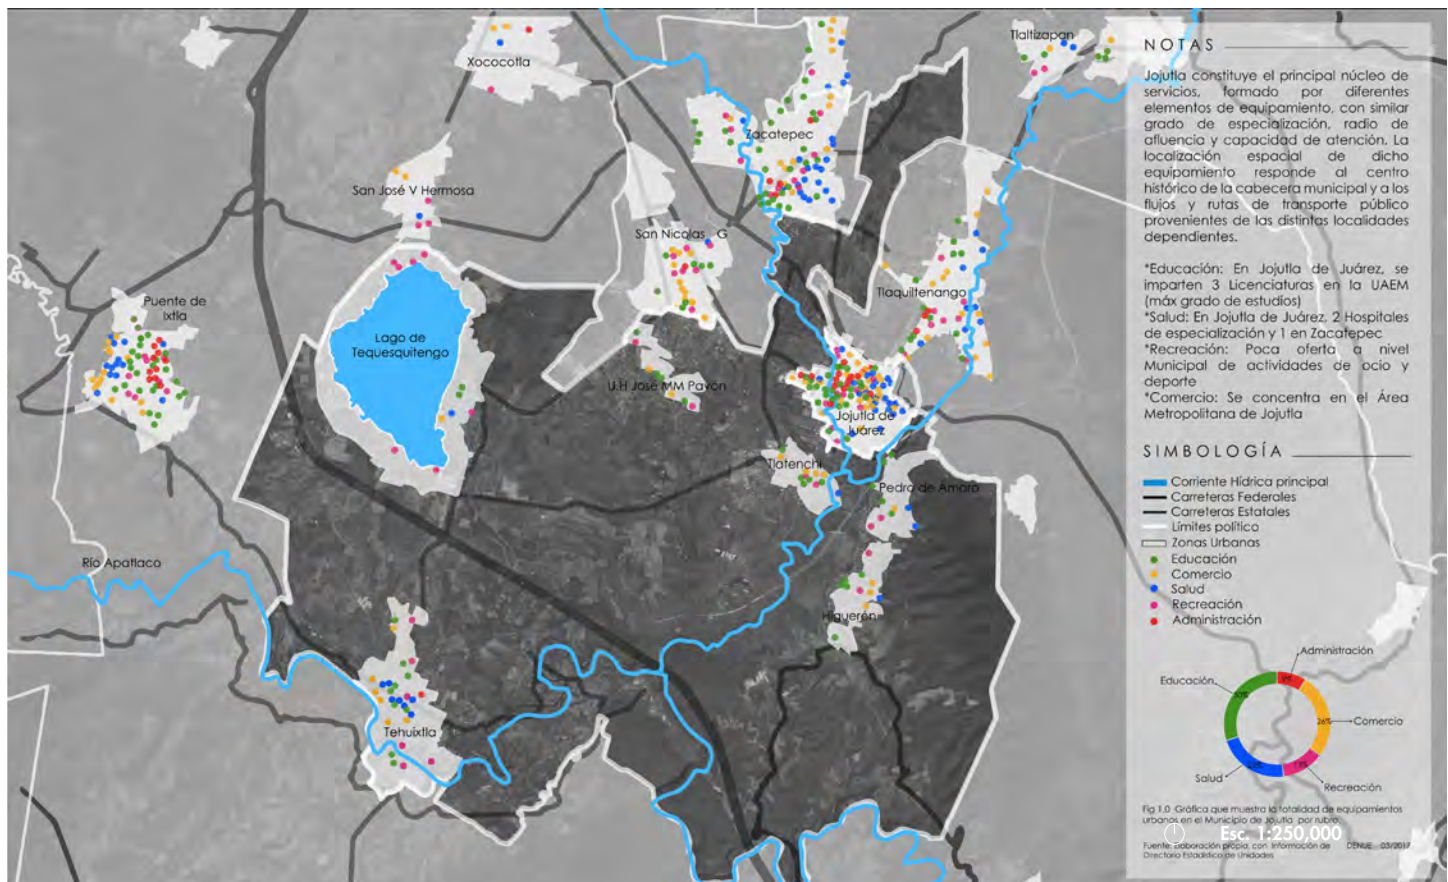 Xococotla
Tlaltizapan
Zacatepec
San José V Hermosa
San Nicolas G
Tlaquiltenango
Puente de
Ixtla
Lago de
Tequesquitengo
U.H José MM Pavón
Jojutla de
Juárez
Tlatenchi
Pedro de Amaro
Río Apatlaco
Higuerón
Tehuixtla
NOTAS
Jojutla constituye el principal núcleo de
servicios, formado por diferentes
elementos de equipamiento, con similar
grado de especialización, radio de
afluencia y capacidad de atención. La
localización espacial de dicho
equipamiento responde al centro
histórico de la cabecera municipal y a los
flujos y rutas de transporte público
provenientes de las distintas localidades
dependientes.
*Educación: En Jojutla de Juárez, se
imparten 3 Licenciaturas en la UAEM
(máx grado de estudios)
*Salud: En Jojutla de Juárez, 2 Hospitales
de especialización y 1 en Zacatepec
*Recreación: Poca oferta a nivel
Municipal de actividades de ocio y
deporte
*Comercio: Se concentra en el Área
Metropolitana de Jojutla
SIMBOLOGÍA
Corriente Hídrica principal
Carreteras Federales
Carreteras Estatales
Límites político
Zonas Urbanas
Educación
Comercio
Salud
Recreación
Administración
Administración
Educación
30%
26%
Comercio
13%
Salud
Recreación
Fig 1.0 Gráfica que muestra la totalidad de equipamientos
urbanos en el Municipio de Jojutla por rubro.
Esc. 1:250,000
Fuente: Elaboración propia, con Información de DENUE 03/2017
Directorio Estadístico de Unidades